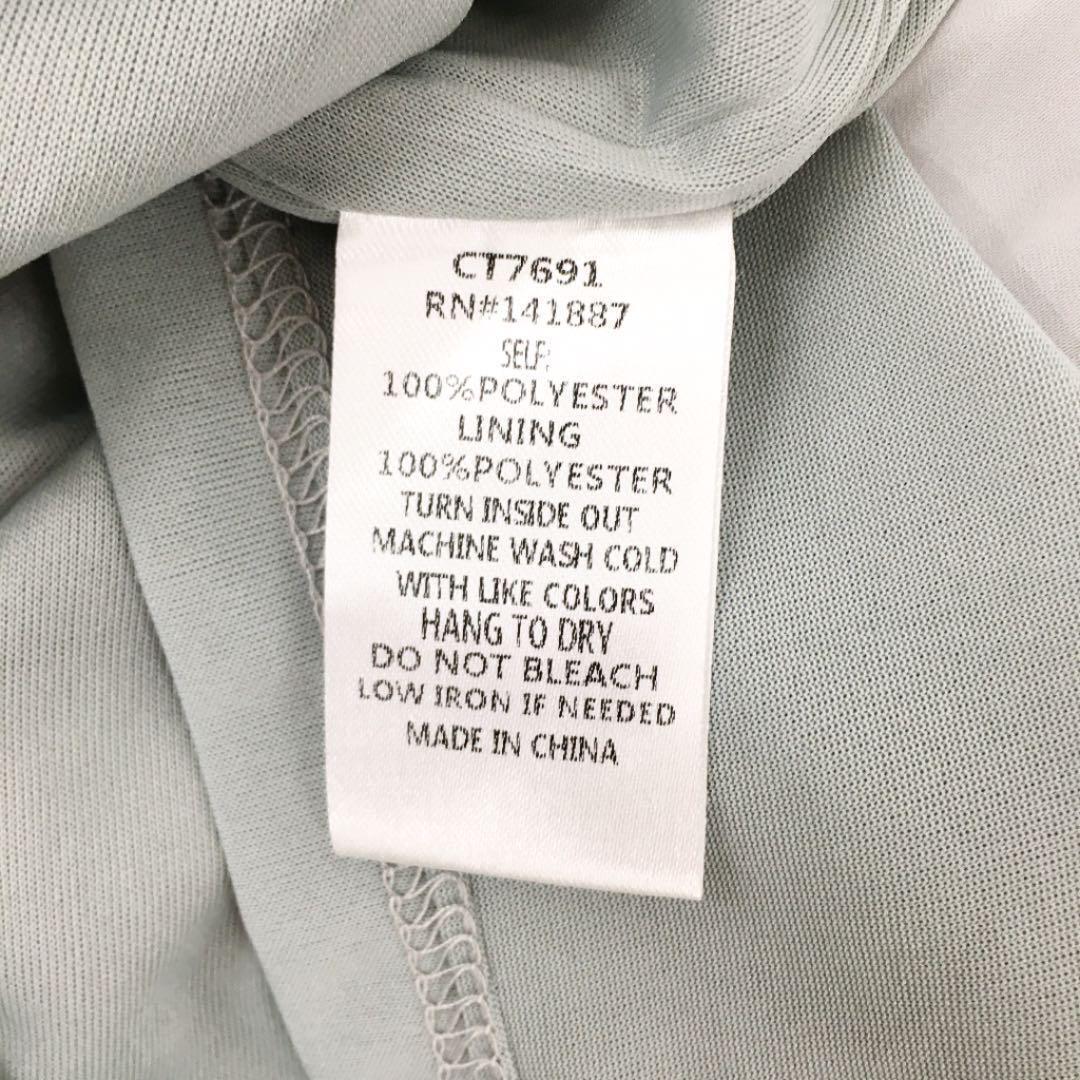 CT7691
RN#141887
SELF:
100%POLYESTER
LINING
100%POLYESTER
TURN INSIDE OUT
MACHINE WASH COLD
WITH LIKE COLORS
HANG TO DRY
DO NOT BLEACH
LOW IRON IF NEEDED
MADE IN CHINA